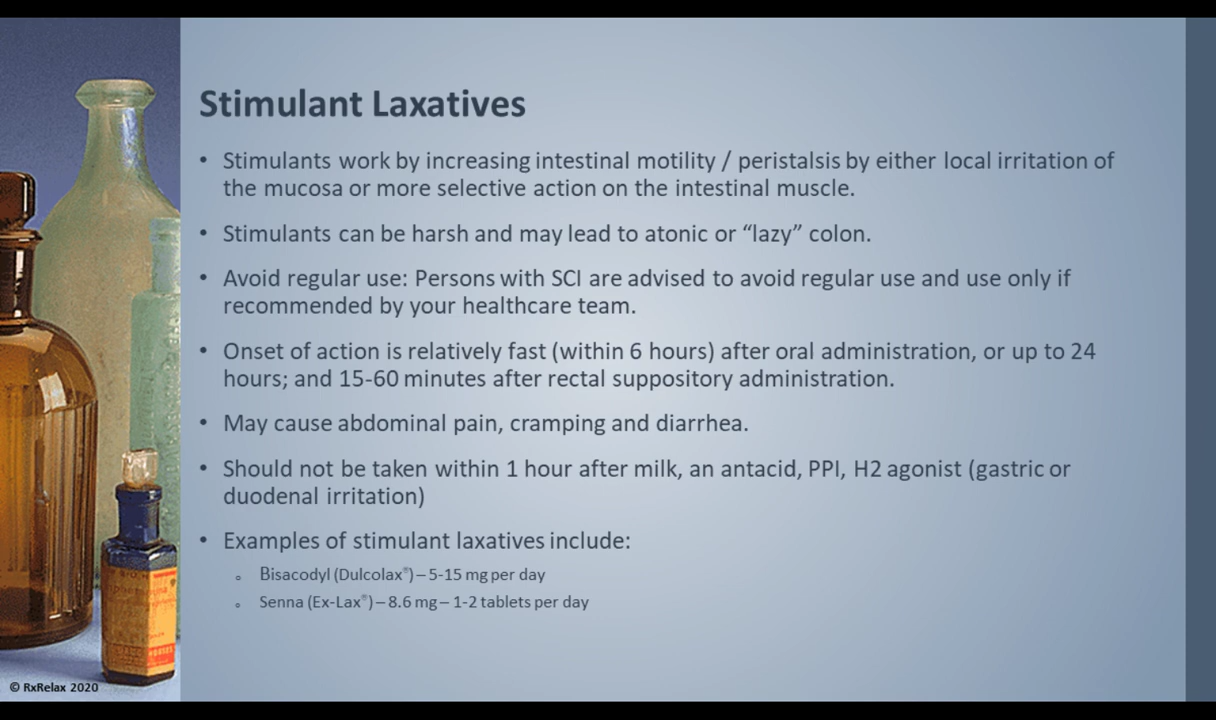 Stimulant Laxatives
• Stimulants work by increasing intestinal motility / peristalsis by either local irritation of
the mucosa or more selective action on the intestinal muscle.
• Stimulants can be harsh and may lead to atonic or “lazy” colon.
• Avoid regular use: Persons with SCI are advised to avoid regular use and use only if
recommended by your healthcare team.
• Onset of action is relatively fast (within 6 hours) after oral administration, or up to 24
hours; and 15-60 minutes after rectal suppository administration.
• May cause abdominal pain, cramping and diarrhea.
• Should not be taken within 1 hour after milk, an antacid, PPI, H2 agonist (gastric or
duodenal irritation)
• Examples of stimulant laxatives include:
o Bisacodyl (Dulcolax®) – 5-15 mg per day
o Senna (Ex-Lax®) – 8.6 mg – 1-2 tablets per day
© RxRelax 2020